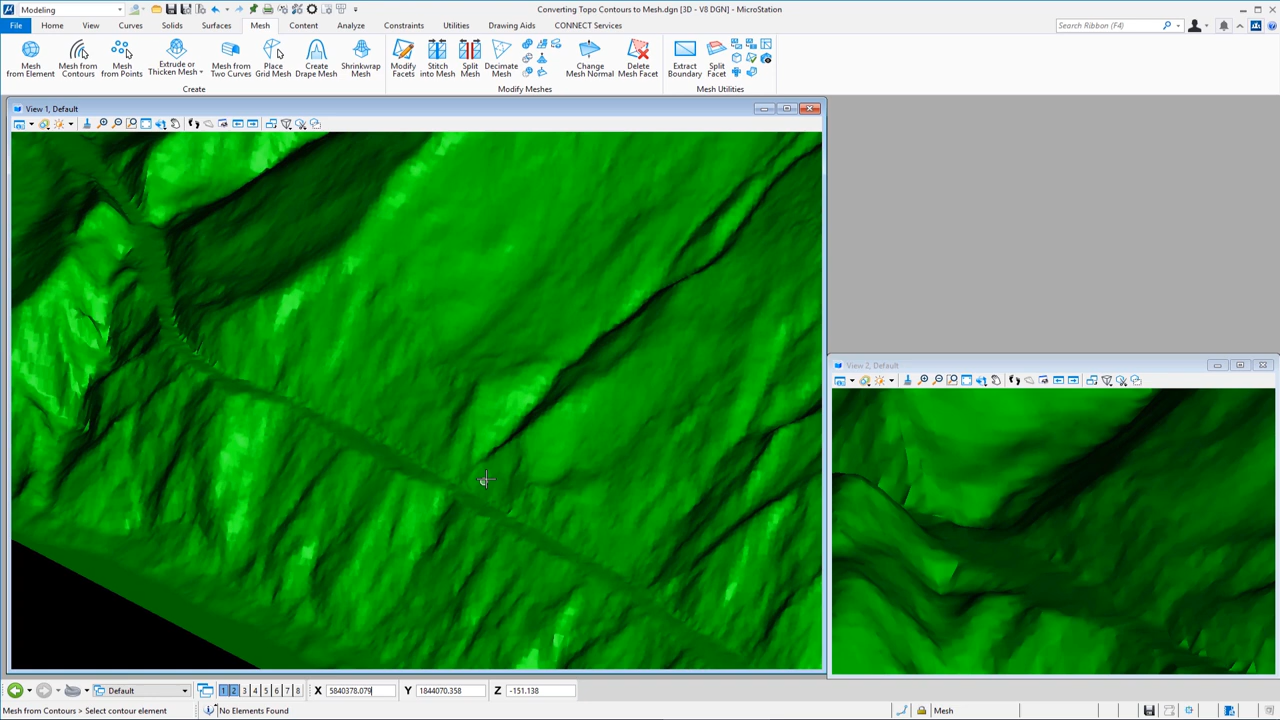 Modeling
Converting Topo Contours to Mesh.dgn [3D - V8 DGN] - MicroStation
File Home View Curves Solids Surfaces Mesh Content Analyze Constraints Utilities Drawing Aids CONNECT Services
Search Ribbon (F4)
Mesh from Element
Mesh from Contours
Mesh from Points
Extrude or Thicken Mesh
Mesh from Two Curves
Place Grid Mesh
Create Drape Mesh
Shrinkwrap Mesh
Modify Facets
Stitch into Mesh
Split Mesh
Decimate Mesh
Change Mesh Normal
Delete Mesh Facet
Extract Boundary
Split Facet
Create Modify Meshes Mesh Utilities
View 1, Default
View 2, Default
Default 1 2 3 4 5 6 7 8 X 5840378.079 Y 1844070.358 Z -151.138
Mesh from Contours > Select contour element No Elements Found Mesh